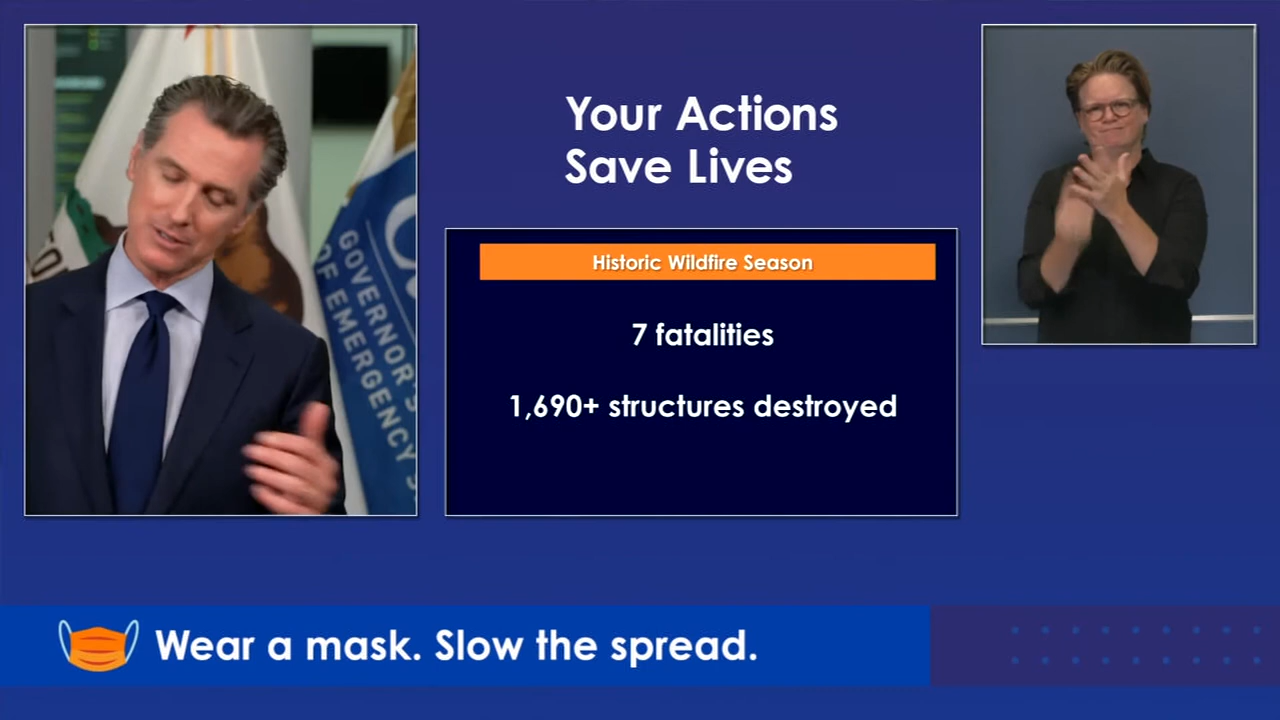 Your Actions
Save Lives
Historic Wildfire Season
7 fatalities
1,690+ structures destroyed
GOVERNOR'S
OF EMERGENCY
Wear a mask. Slow the spread.